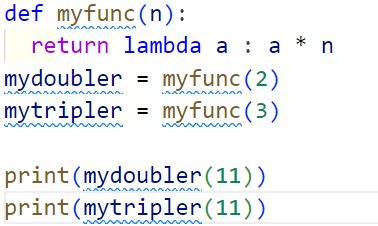 def myfunc(n):
  return lambda a : a * n
mydoubler = myfunc(2)
mytripler = myfunc(3)

print(mydoubler(11))
print(mytripler(11))